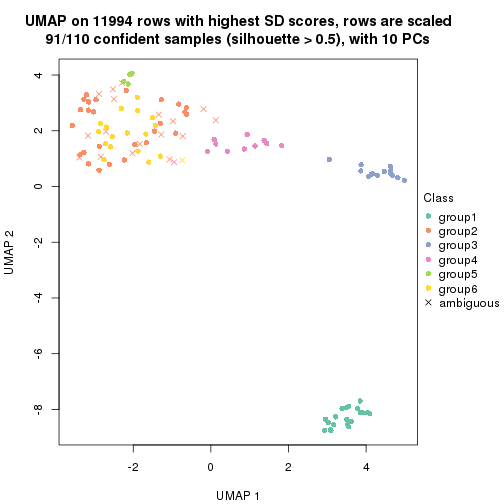 UMAP on 11994 rows with highest SD scores, rows are scaled
91/110 confident samples (silhouette > 0.5), with 10 PCs
4
2
0
-2
-4
-6
-8
UMAP 2
-2
0
2
4
UMAP 1
Class
group1
group2
group3
group4
group5
group6
ambiguous